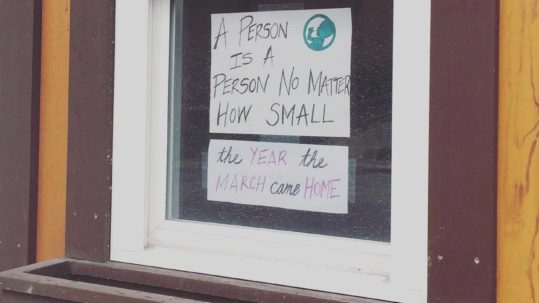 A PERSON
IS A
PERSON NO MATTER
HOW SMALL
the YEAR the
MARCH came HOME